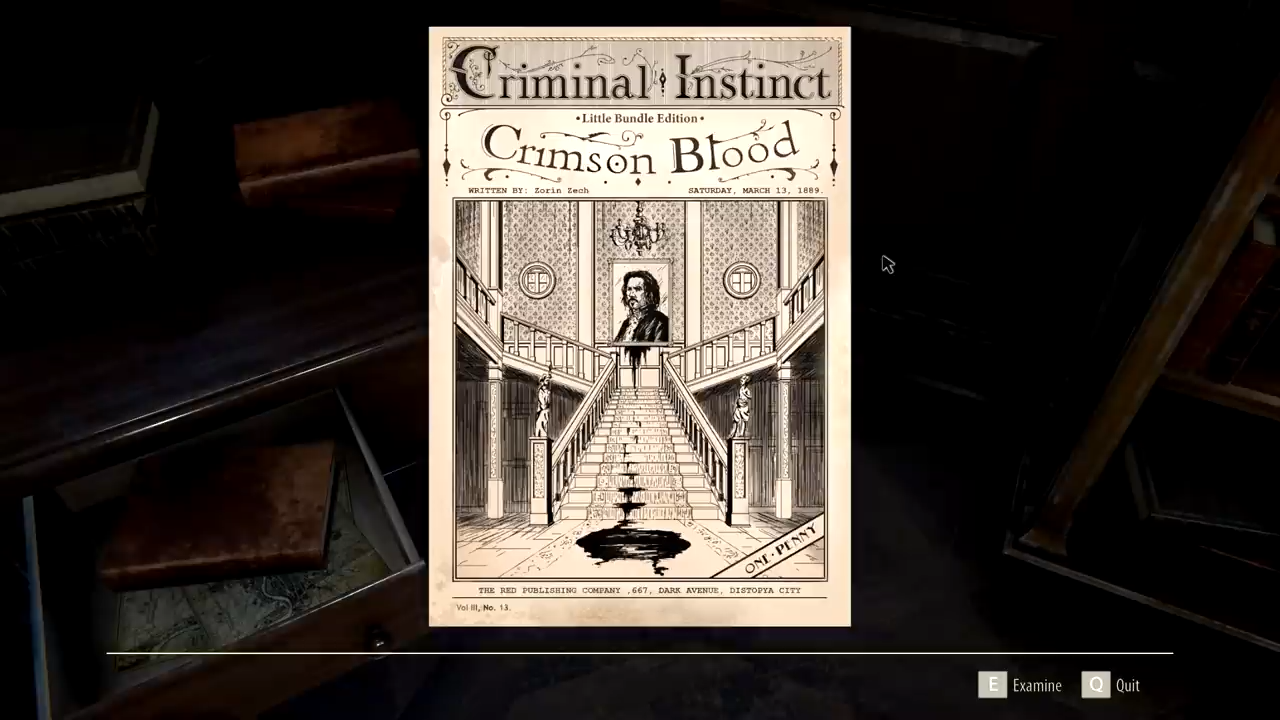 Criminal Instinct
•Little Bundle Edition•
Crimson Blood
WRITTEN BY: Zorin Zech
SATURDAY, MARCH 13, 1889.
ONE·PENNY
THE RED PUBLISHING COMPANY ,667, DARK AVENUE, DISTOPYA CITY
Vol III, No. 13.
E Examine
Q Quit